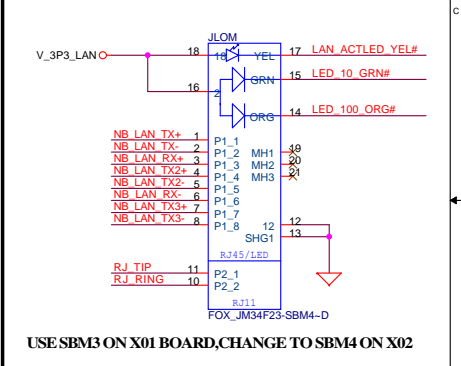 C
JLOM
V_3P3_LAN
18
18
YEL
17
LAN_ACTLED_YEL#
16
2
GRN
15
LED_10_GRN#
ORG
14
LED_100_ORG#
NB_LAN_TX+ 1 P1_1
NB_LAN_TX- 2 P1_2 MH1 19
NB_LAN_RX+ 3 P1_3 MH2 20
NB_LAN_TX2+ 4 P1_4 MH3 21
NB_LAN_TX2- 5 P1_5
NB_LAN_RX- 6 P1_6
NB_LAN_TX3+ 7 P1_7
NB_LAN_TX3- 8 P1_8 12 12
SHG1 13
RJ45/LED
RJ_TIP 11 P2_1
RJ_RING 10 P2_2
RJ11
FOX_JM34F23-SBM4~D
USE SBM3 ON X01 BOARD,CHANGE TO SBM4 ON X02